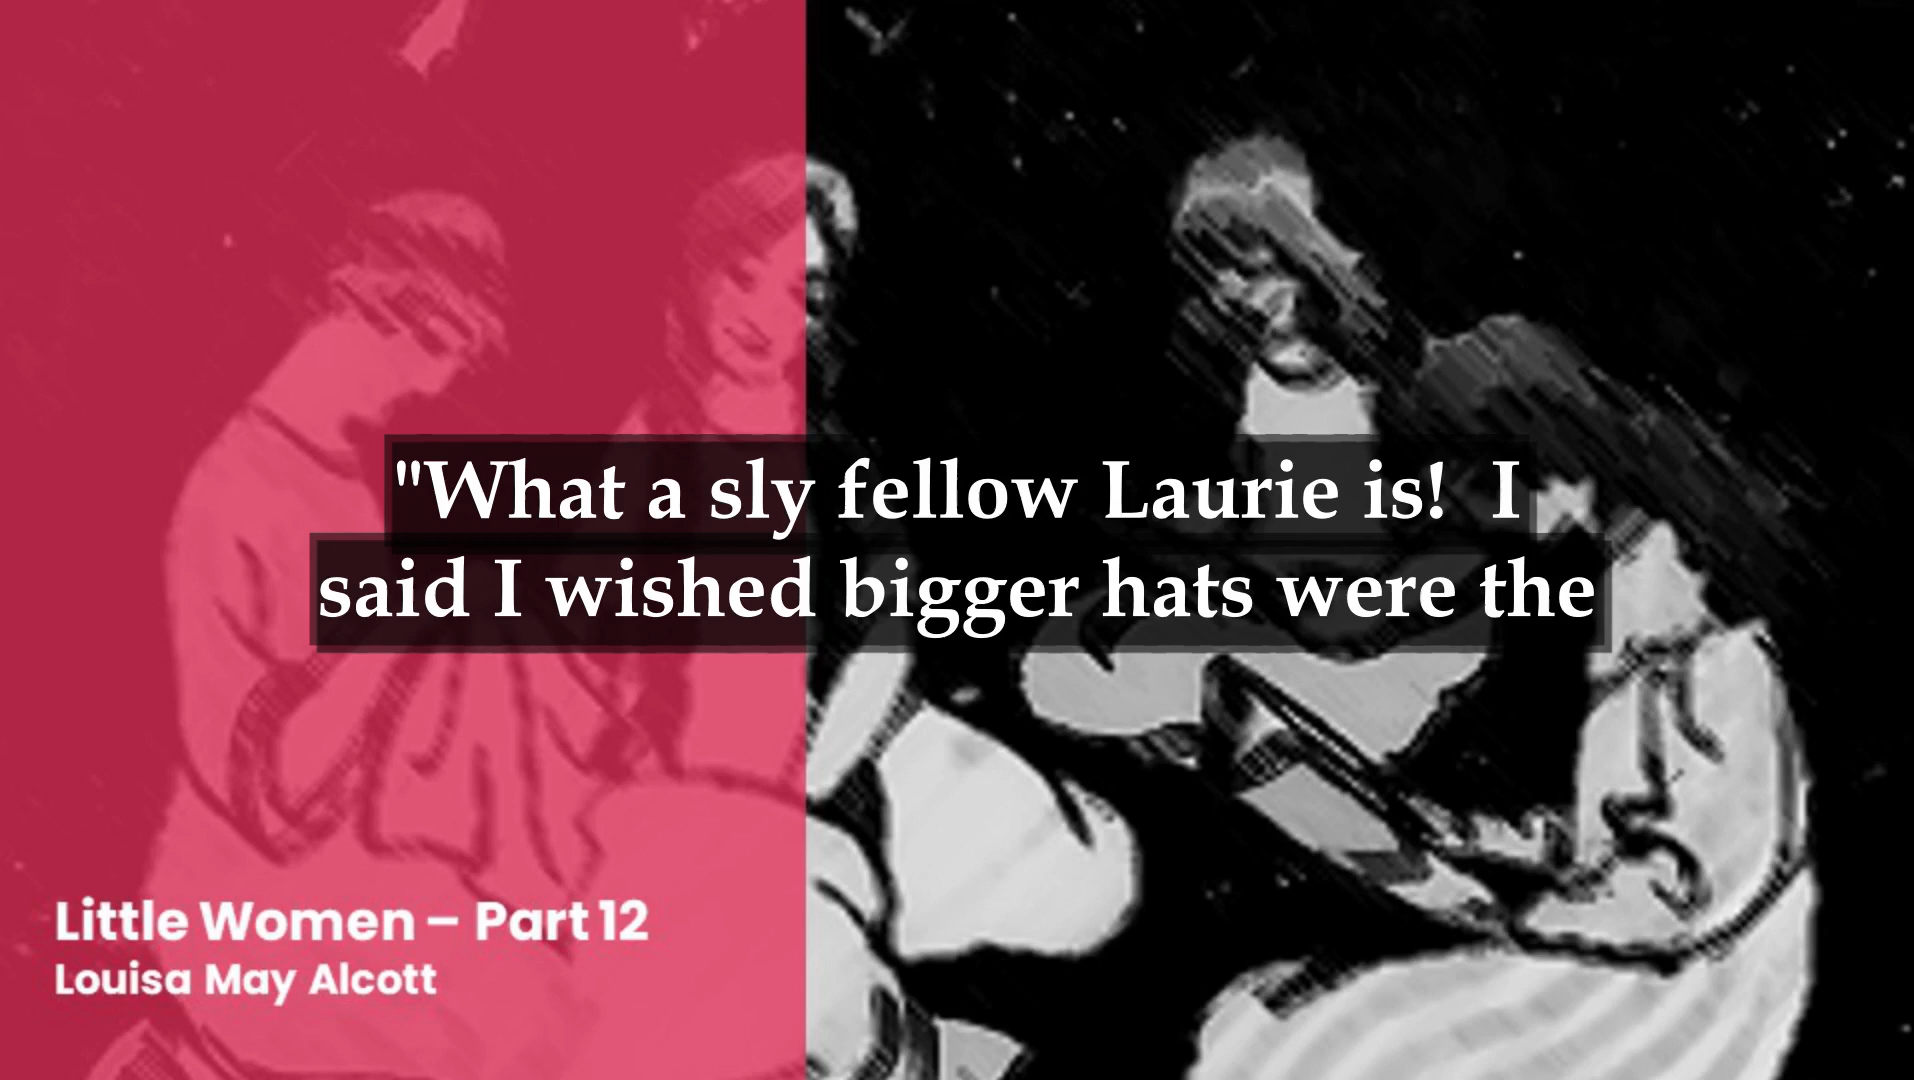 "What a sly fellow Laurie is!  I
said I wished bigger hats were the
Little Women – Part 12
Louisa May Alcott